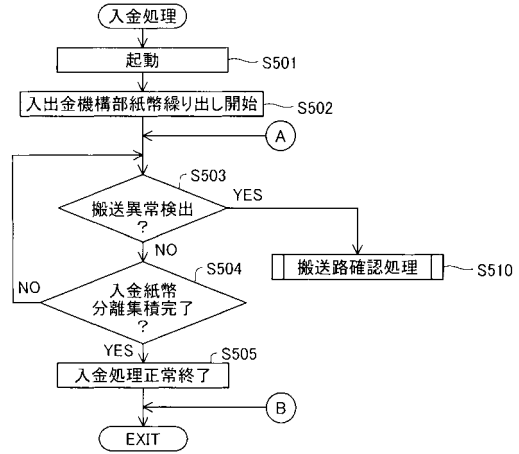 入金処理
起動
S501
入出金機構部紙幣繰り出し開始
S502
A
S503
搬送異常検出
?
YES
NO
搬送路確認処理
S510
S504
入金紙幣
分離集積完了
?
NO
YES
S505
入金処理正常終了
B
EXIT